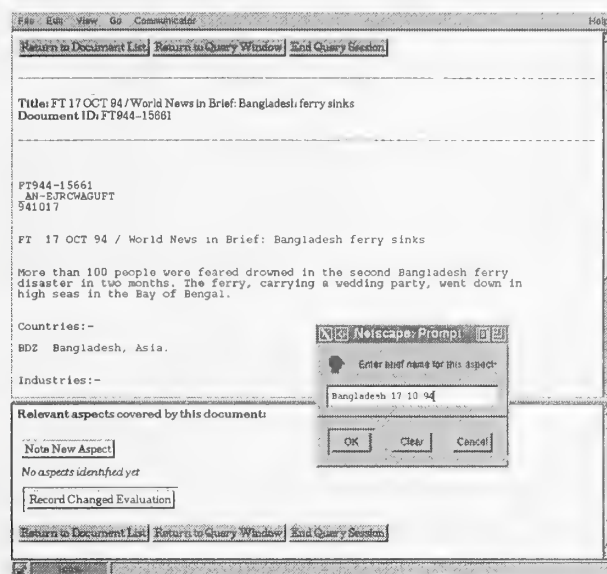 File Edit View Go Communicator Help
Return to Document List Return to Query Window End Query Session
Title: FT 17 OCT 94 / World News in Brief: Bangladesh ferry sinks
Document ID: FT944-15661
FT944-15661
_AN-EJRCWAGUFT
941017
FT 17 OCT 94 / World News in Brief: Bangladesh ferry sinks
More than 100 people were feared drowned in the second Bangladesh ferry
disaster in two months. The ferry, carrying a wedding party, went down in
high seas in the Bay of Bengal.
Countries:-
BDZ Bangladesh, Asia.
Industries:-
Netscape: Prompt
Enter brief name for this aspect:
Bangladesh 17 10 94
OK Clear Cancel
Relevant aspects covered by this document:
Note New Aspect
No aspects identified yet
Record Changed Evaluation
Return to Document List Return to Query Window End Query Session